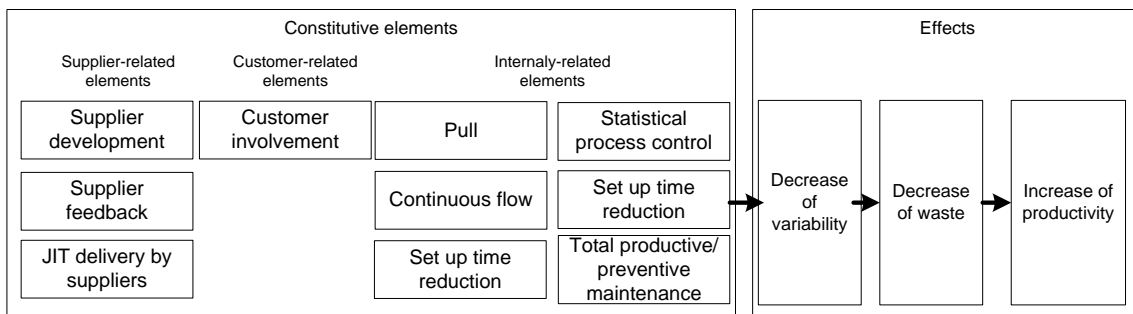 Constitutive elements
Supplier-related
elements
Customer-related
elements
Internaly-related
elements
Supplier
development
Customer
involvement
Pull
Statistical
process control
Supplier
feedback
Continuous flow
Set up time
reduction
JIT delivery by
suppliers
Set up time
reduction
Total productive/
preventive
maintenance
Effects
Decrease
of
variability
Decrease
of waste
Increase of
productivity